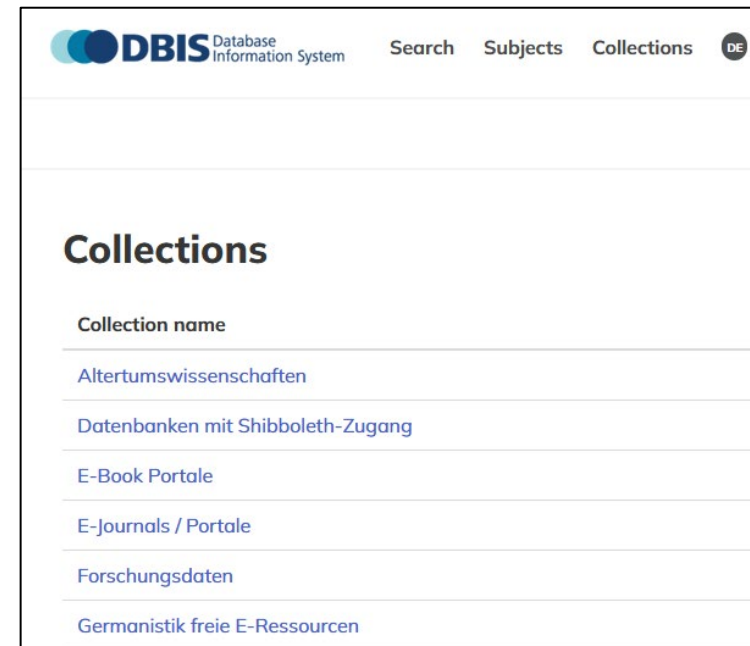 DBIS Database Information System Search Subjects Collections DE
Collections
Collection name
Altertumswissenschaften
Datenbanken mit Shibboleth-Zugang
E-Book Portale
E-Journals / Portale
Forschungsdaten
Germanistik freie E-Ressourcen